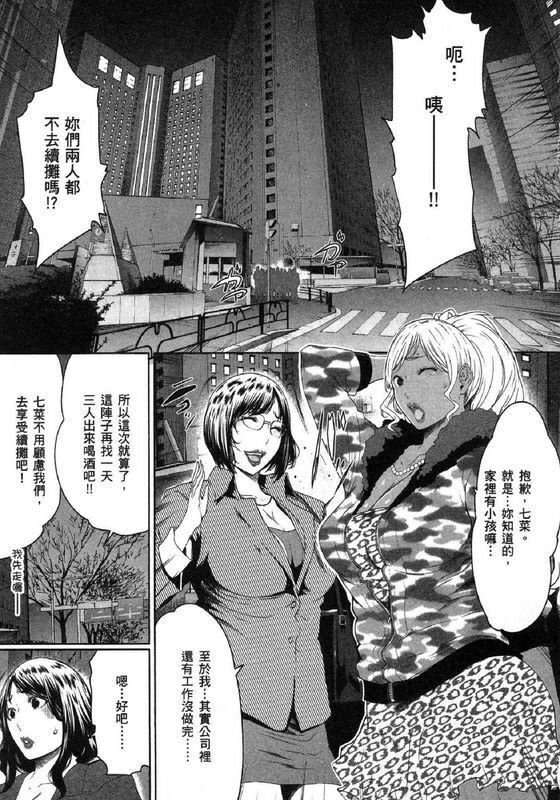 呃…
咦——!!
妳們兩人都
不去續攤嗎!?
ガヤ
ガヤ
抱歉，七菜。
就是…妳知道的，
家裡有小孩嘛…
至於我…其實公司裡
還有工作沒做完…
所以這次就算了，
這陣子再找一天
三人出來喝酒吧!!
七菜不用顧慮我們，
去享受續攤吧！
我先走囉——
嗯…好吧…